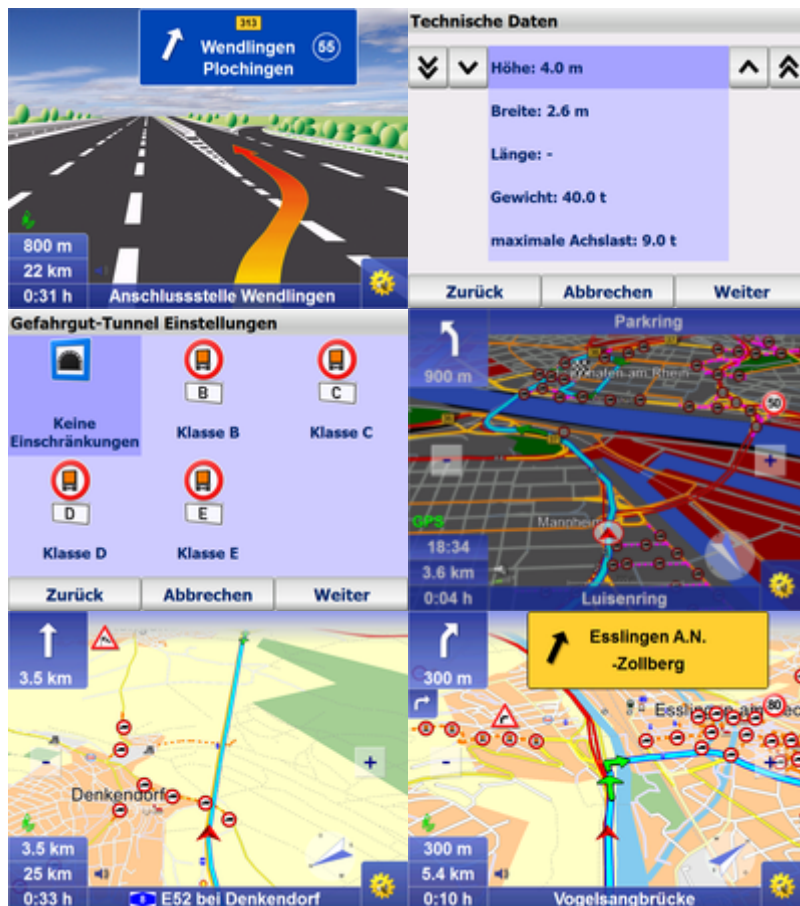 313
Wendlingen
55
Plochingen
800 m
22 km
0:31 h
Anschlussstelle Wendlingen
Technische Daten
Höhe: 4.0 m
Breite: 2.6 m
Länge: -
Gewicht: 40.0 t
maximale Achslast: 9.0 t
Zurück
Abbrechen
Weiter
Gefahrgut-Tunnel Einstellungen
Keine
Einschränkungen
B
Klasse B
C
Klasse C
D
Klasse D
E
Klasse E
Zurück
Abbrechen
Weiter
Parkring
900 m
50
-
+
GPS
Mannheim
18:34
3.6 km
0:04 h
Luisenring
3.5 km
-
+
Denkendorf
3.5 km
25 km
0:33 h
E52 bei Denkendorf
Esslingen A.N.
-Zollberg
300 m
80
-
+
300 m
5.4 km
0:10 h
Vogelsangbrücke